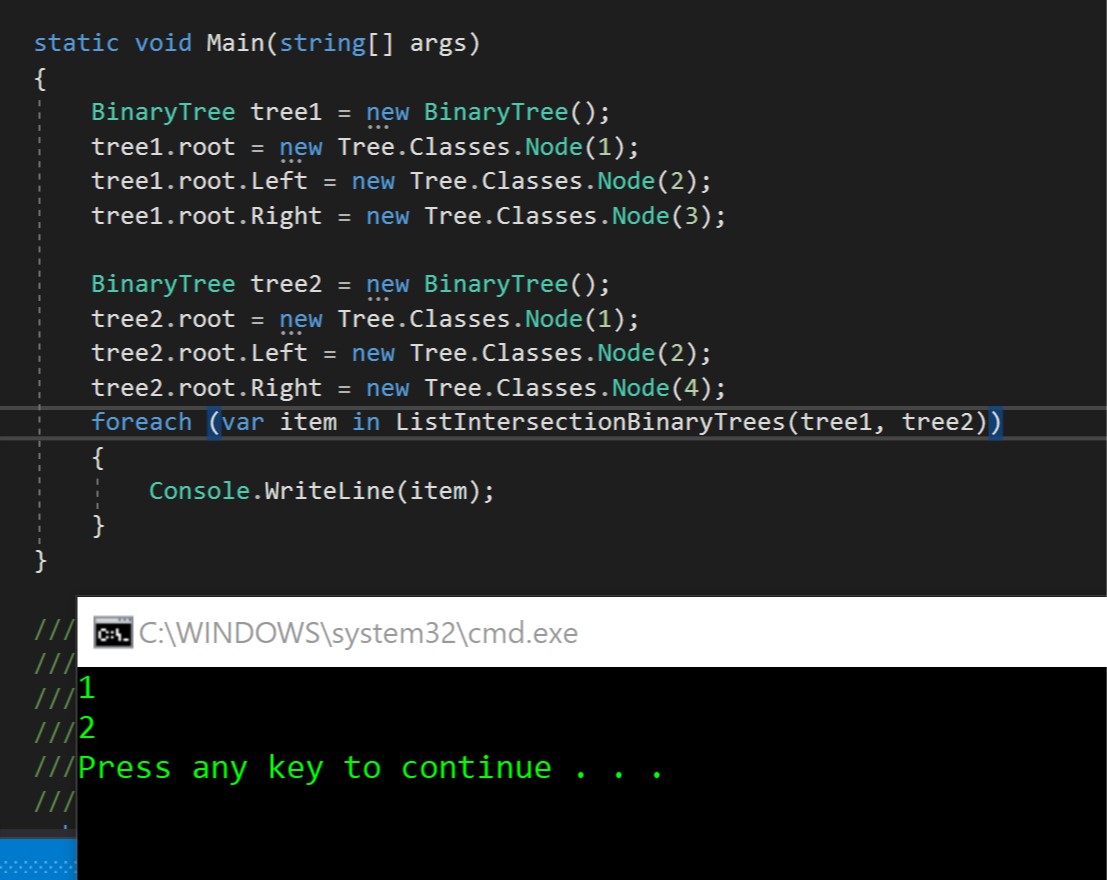 static void Main(string[] args)
{
BinaryTree tree1 = new BinaryTree();
tree1.root = new Tree.Classes.Node(1);
tree1.root.Left = new Tree.Classes.Node(2);
tree1.root.Right = new Tree.Classes.Node(3);
BinaryTree tree2 = new BinaryTree();
tree2.root = new Tree.Classes.Node(1);
tree2.root.Left = new Tree.Classes.Node(2);
tree2.root.Right = new Tree.Classes.Node(4);
foreach (var item in ListIntersectionBinaryTrees(tree1, tree2))
{
Console.WriteLine(item);
}
}
///
///
///
///
///
///
C:\WINDOWS\system32\cmd.exe
1
2
Press any key to continue . . .